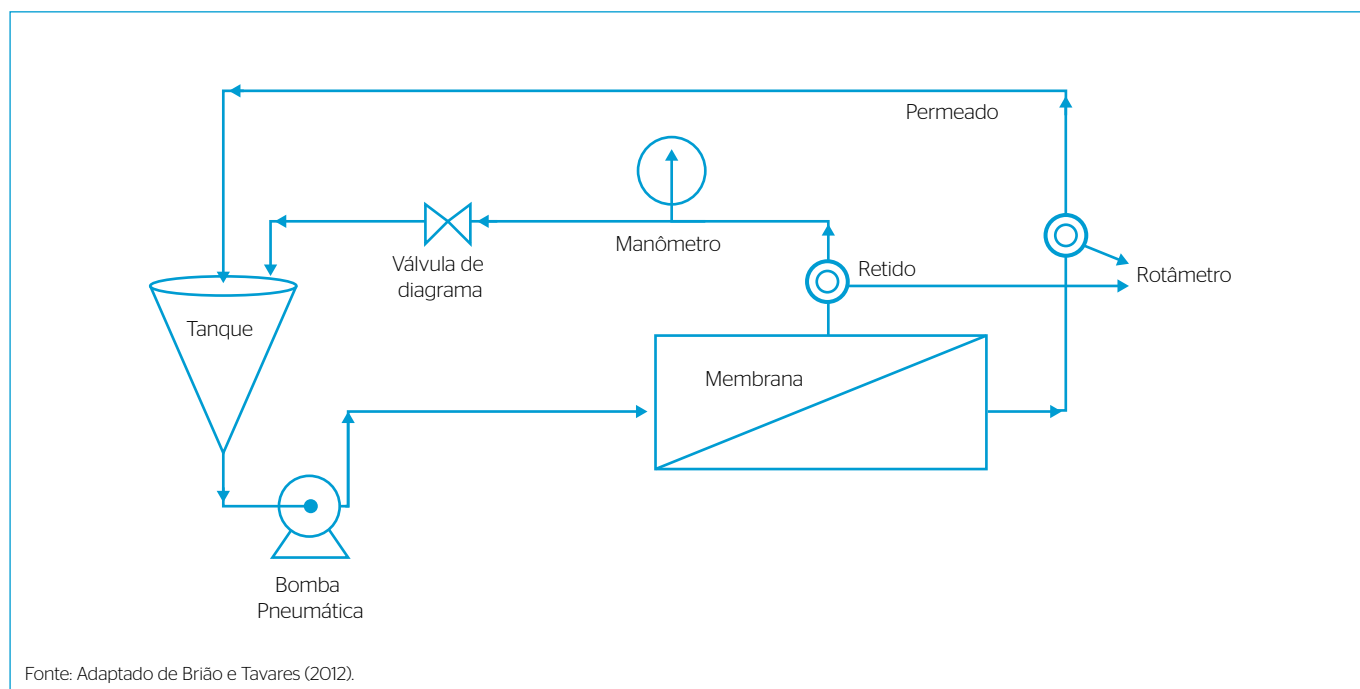 Permeado
Manômetro
Válvula de
diagrama
Retido
Rotâmetro
Tanque
Membrana
Bomba
Pneumática
Fonte: Adaptado de Brião e Tavares (2012).